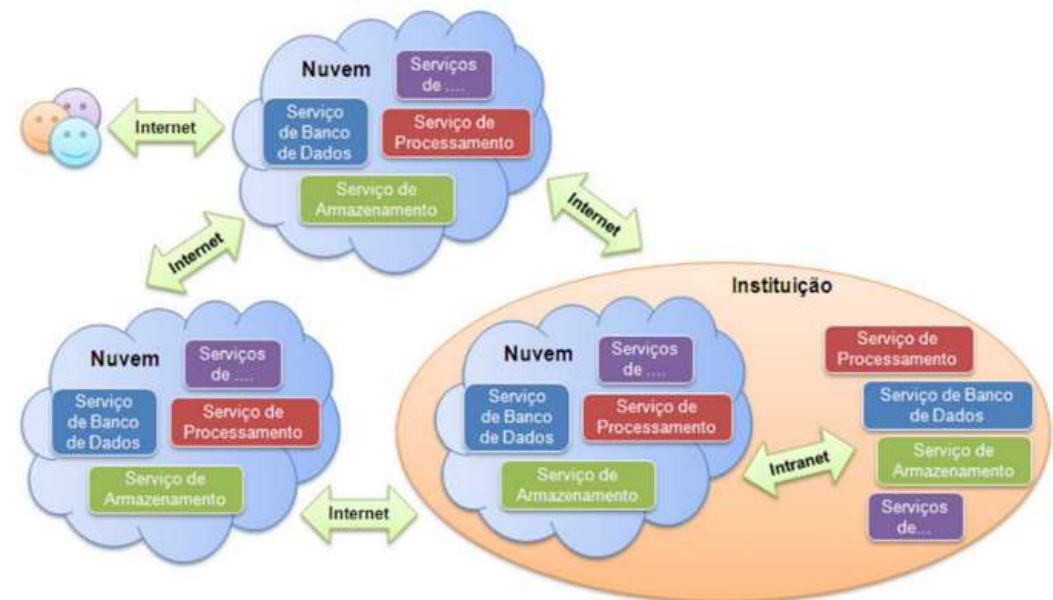 Nuvem
Serviços
de ....
Serviço
de Banco
de Dados
Serviço de
Processamento
Serviço de
Armazenamento
Internet
Internet
Internet
Nuvem
Serviços
de ....
Serviço
de Banco
de Dados
Serviço de
Processamento
Serviço de
Armazenamento
Internet
Instituição
Nuvem
Serviços
de ....
Serviço
de Banco
de Dados
Serviço de
Processamento
Serviço de
Armazenamento
Intranet
Serviço de
Processamento
Serviço de Banco
de Dados
Serviço de
Armazenamento
Serviços
de...